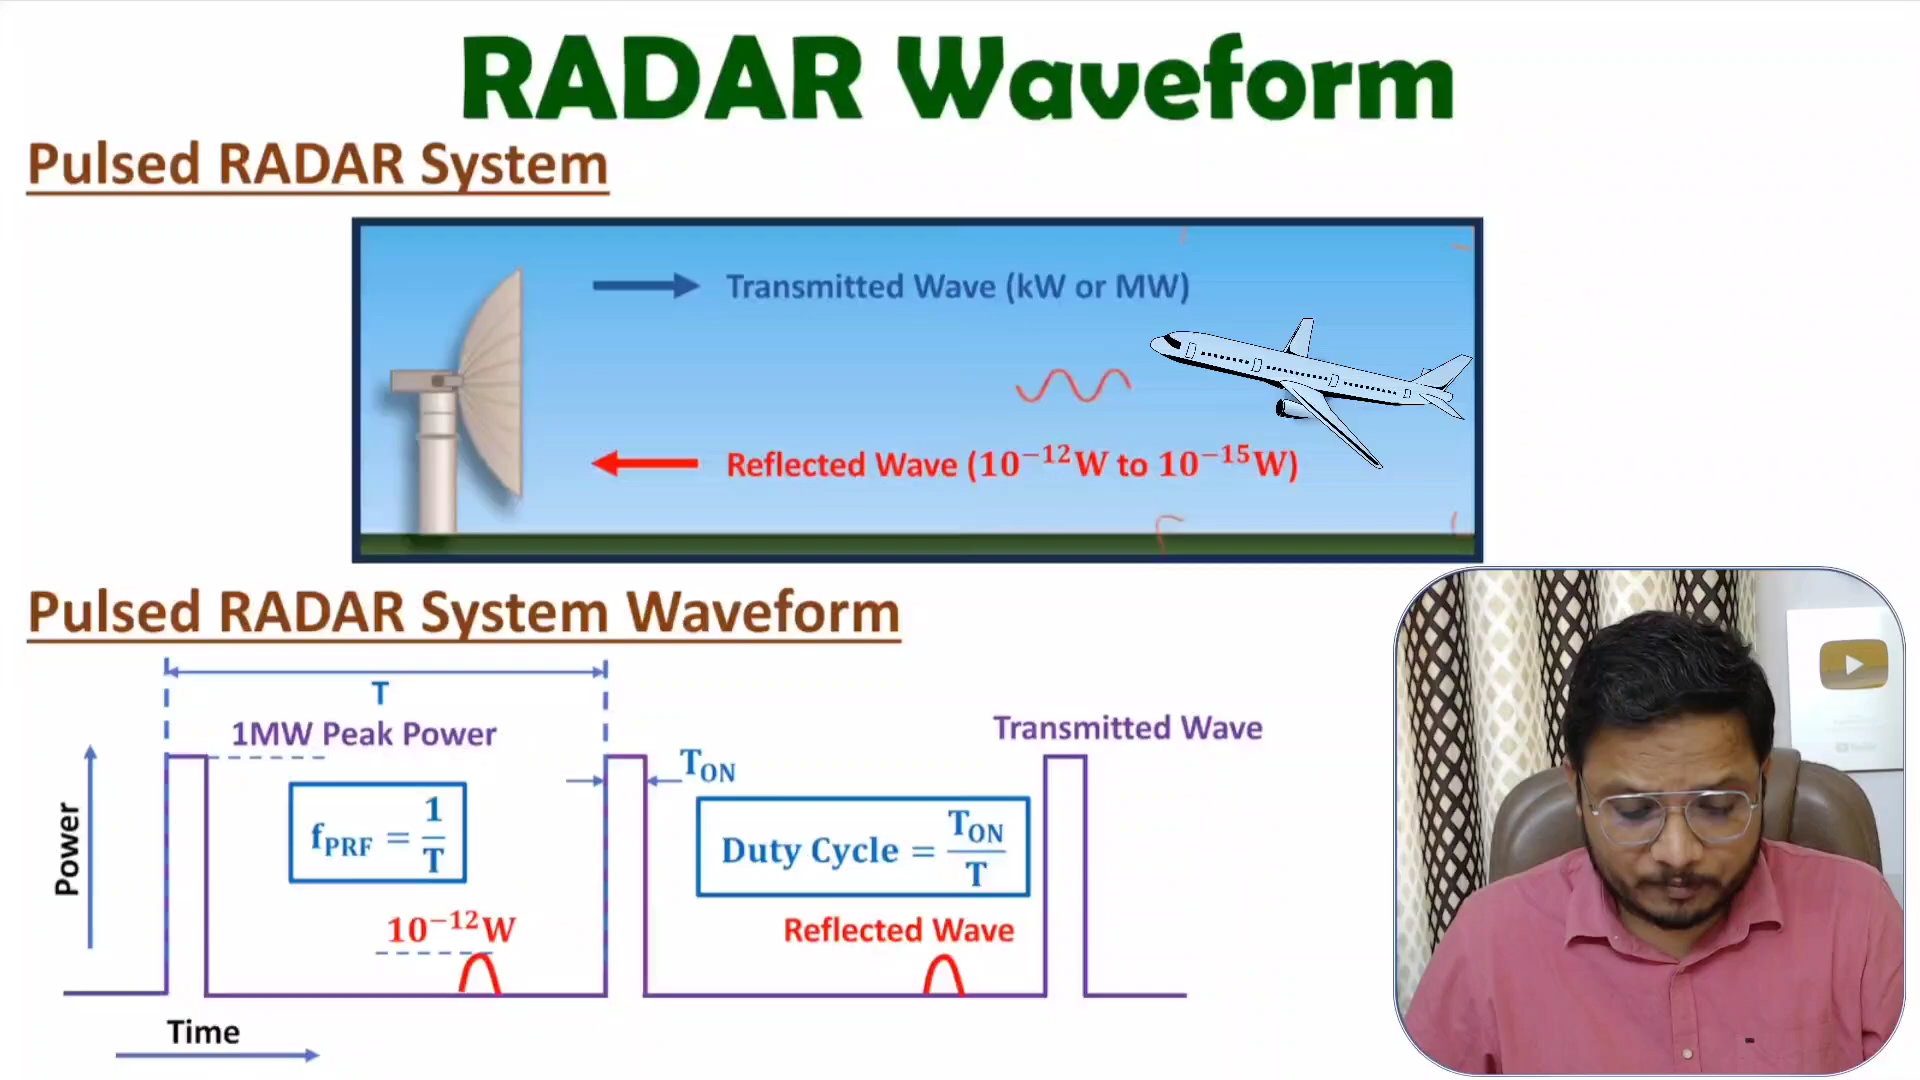 RADAR Waveform
Pulsed RADAR System
Transmitted Wave (kW or MW)
Reflected Wave (10⁻¹²W to 10⁻¹⁵W)
Pulsed RADAR System Waveform
T
1MW Peak Power
Transmitted Wave
T_ON
Power
f_PRF = 1/T
Duty Cycle = T_ON/T
10⁻¹²W
Reflected Wave
Time